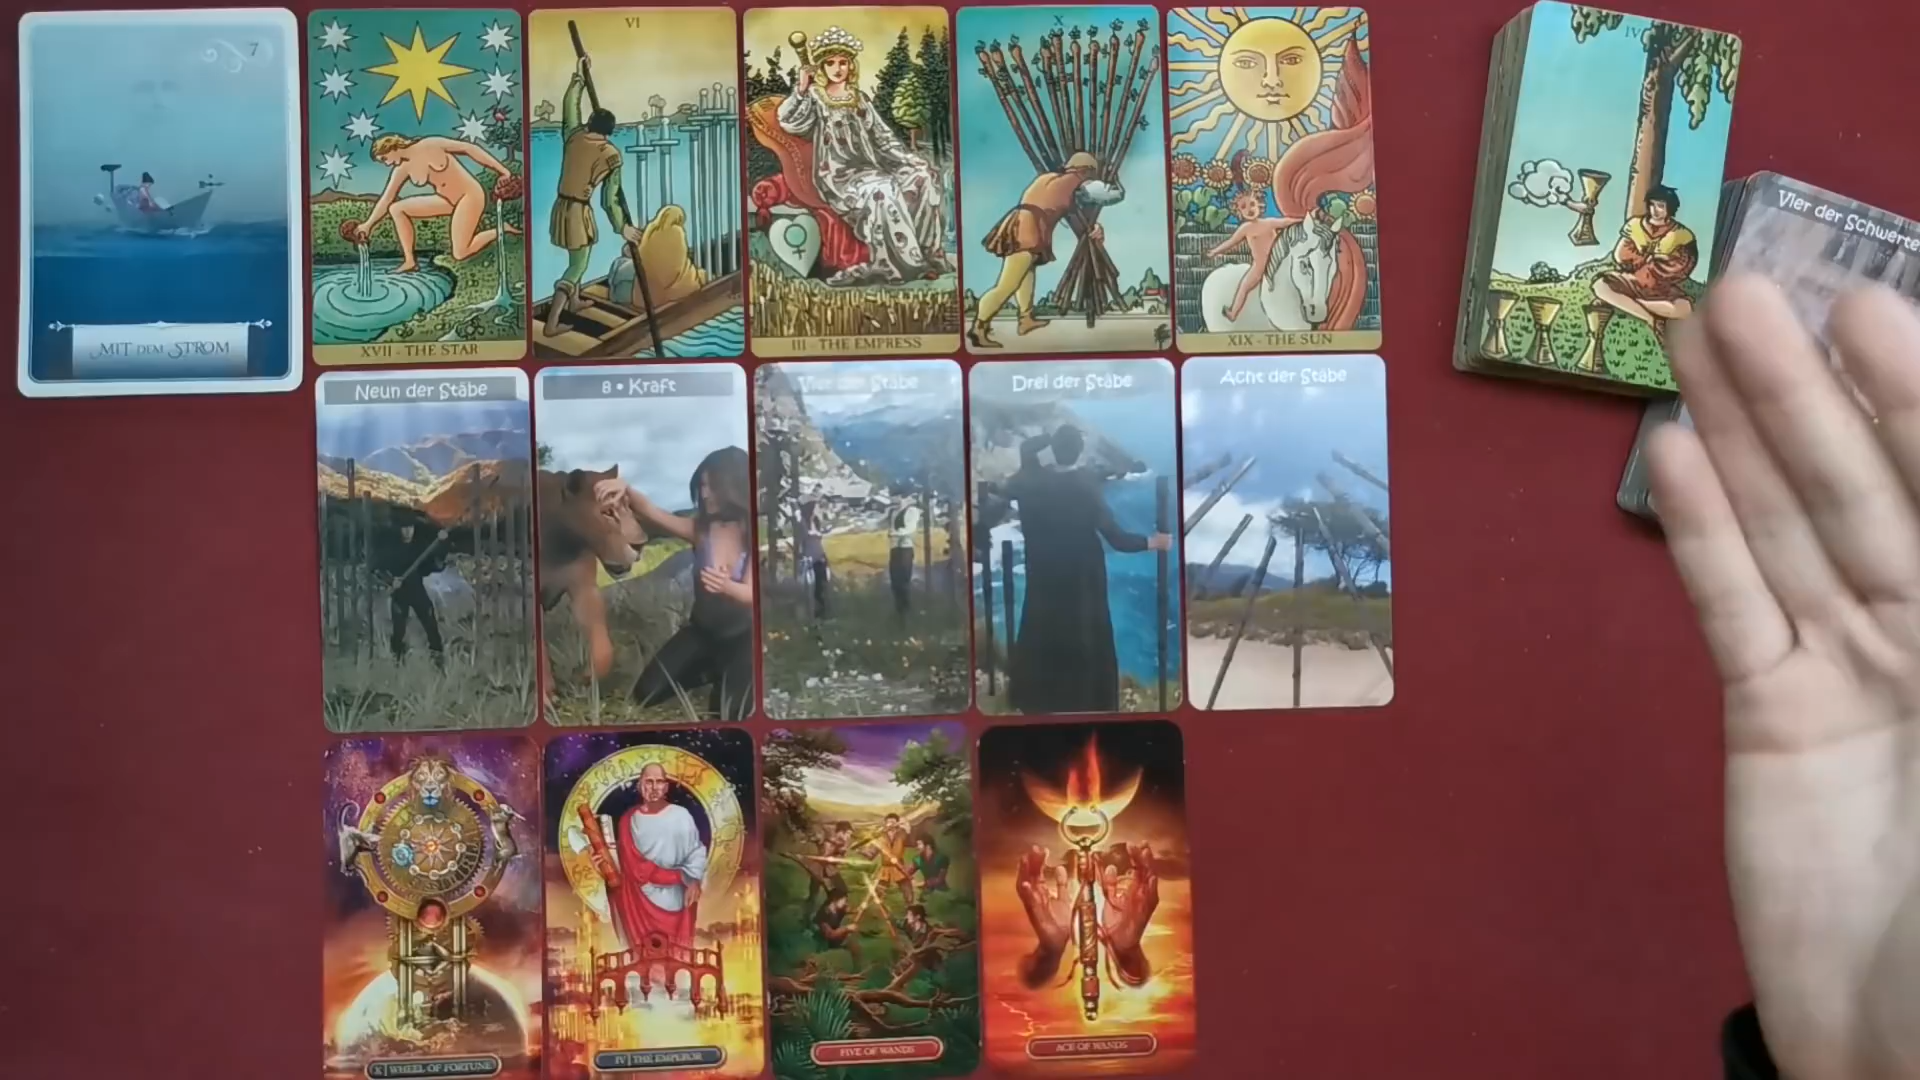 7
MIT DEM STROM
XVII - THE STAR
VI
III - THE EMPRESS
X
XIX - THE SUN
IV
Vier der Schwerte
Neun der Stäbe
8 • Kraft
Vier der Stäbe
Drei der Stäbe
Acht der Stäbe
X | WHEEL OF FORTUNE
IV | THE EMPEROR
FIVE OF WANDS
ACE OF WANDS